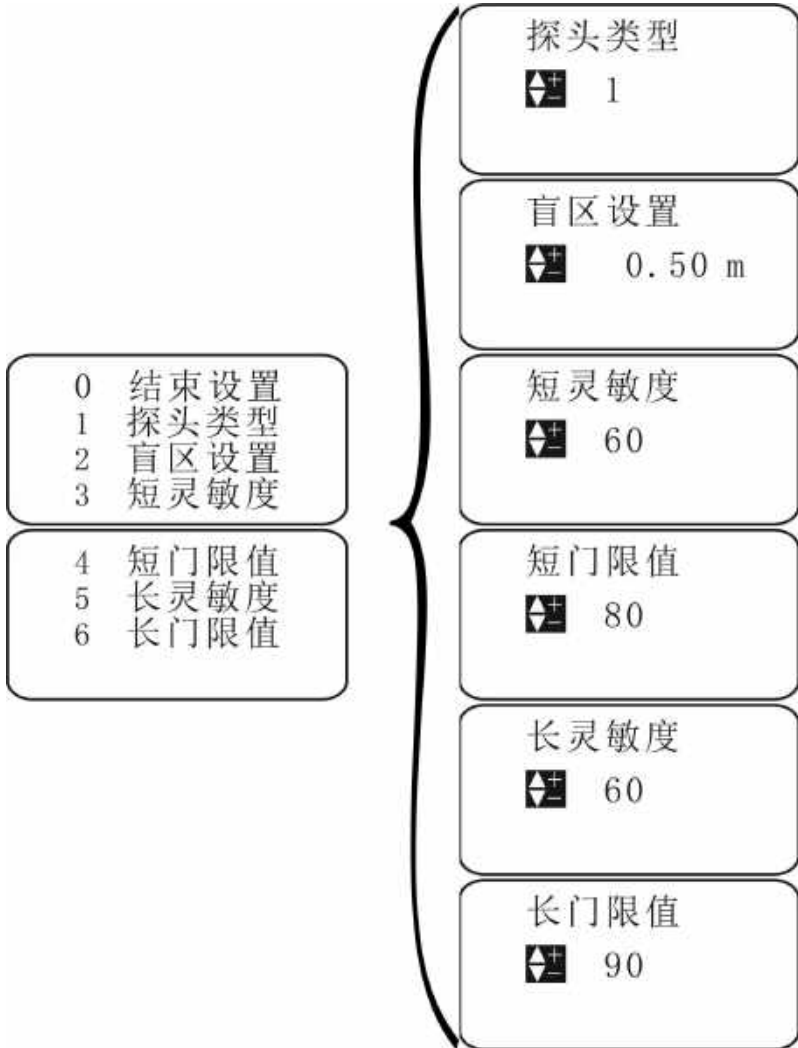 0 结束设置
1 探头类型
2 盲区设置
3 短灵敏度
4 短门限值
5 长灵敏度
6 长门限值
探头类型
1
盲区设置
0.50 m
短灵敏度
60
短门限值
80
长灵敏度
60
长门限值
90